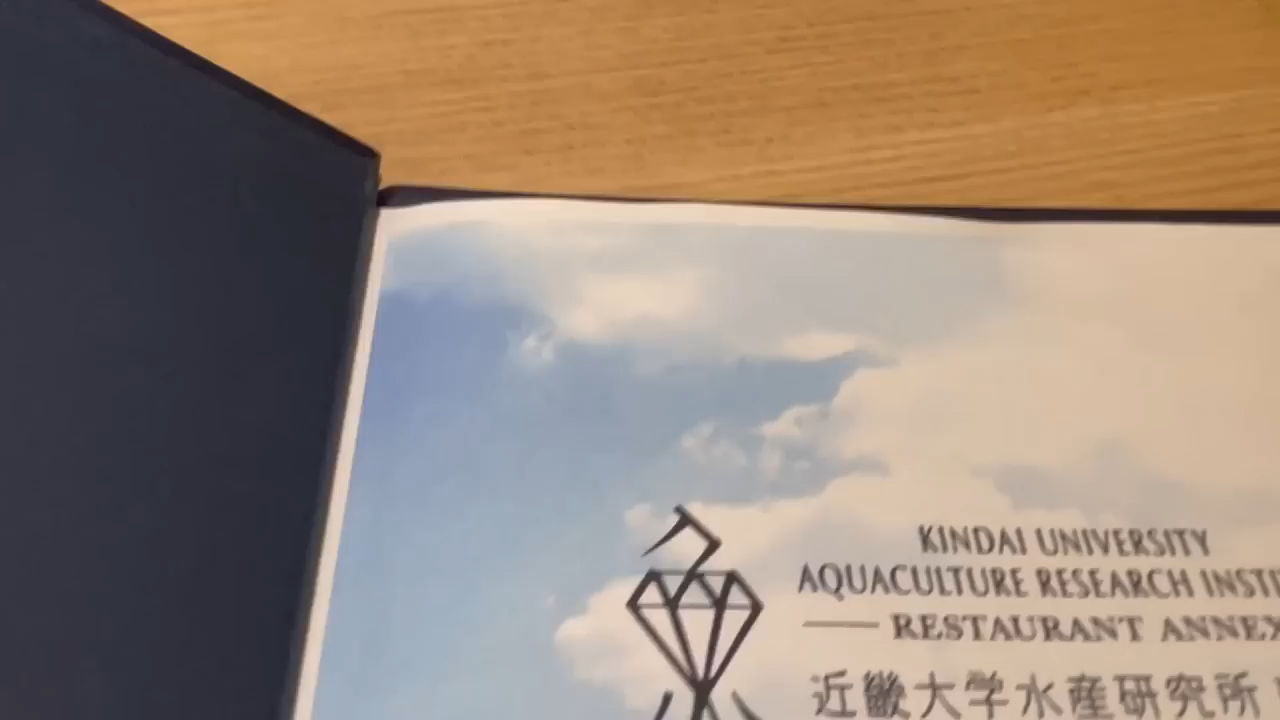 KINDAI UNIVERSITY
AQUACULTURE RESEARCH INSTI
RESTAURANT ANNEX
近畿大学水産研究所